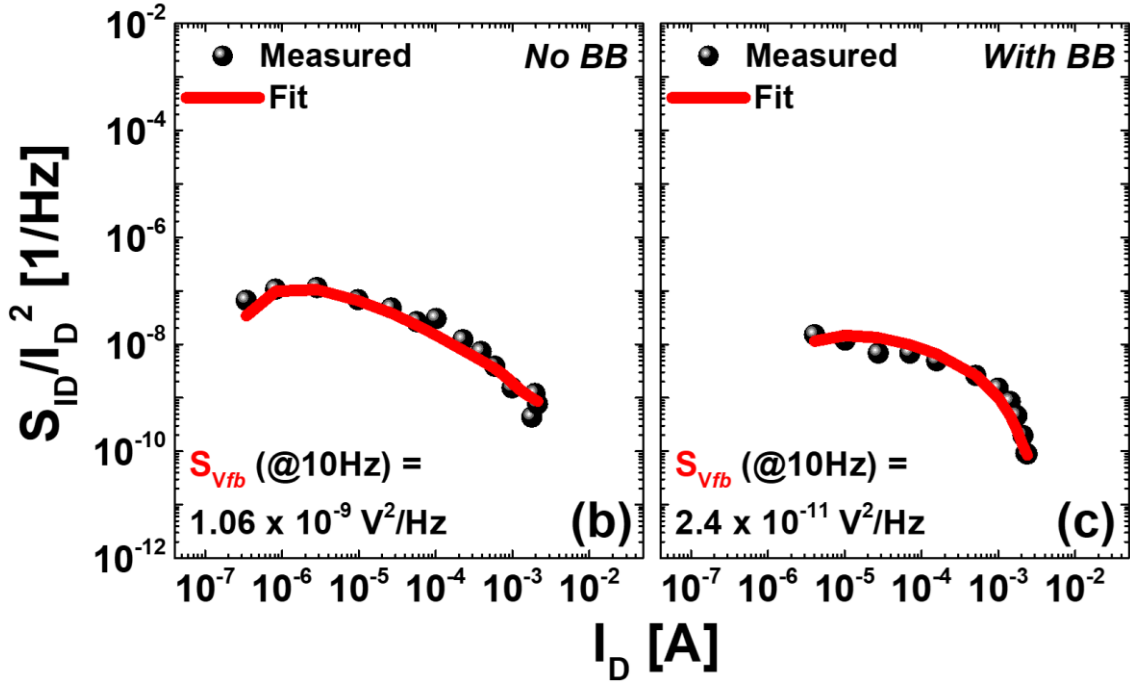 S_ID/I_D^2 [1/Hz]
10^-2
10^-4
10^-6
10^-8
10^-10
10^-12
Measured
No BB
Fit
S_Vfb (@10Hz) =
1.06 x 10^-9 V^2/Hz
(b)
Measured
With BB
Fit
S_Vfb (@10Hz) =
2.4 x 10^-11 V^2/Hz
(c)
10^-7 10^-6 10^-5 10^-4 10^-3 10^-2
10^-7 10^-6 10^-5 10^-4 10^-3 10^-2
I_D [A]